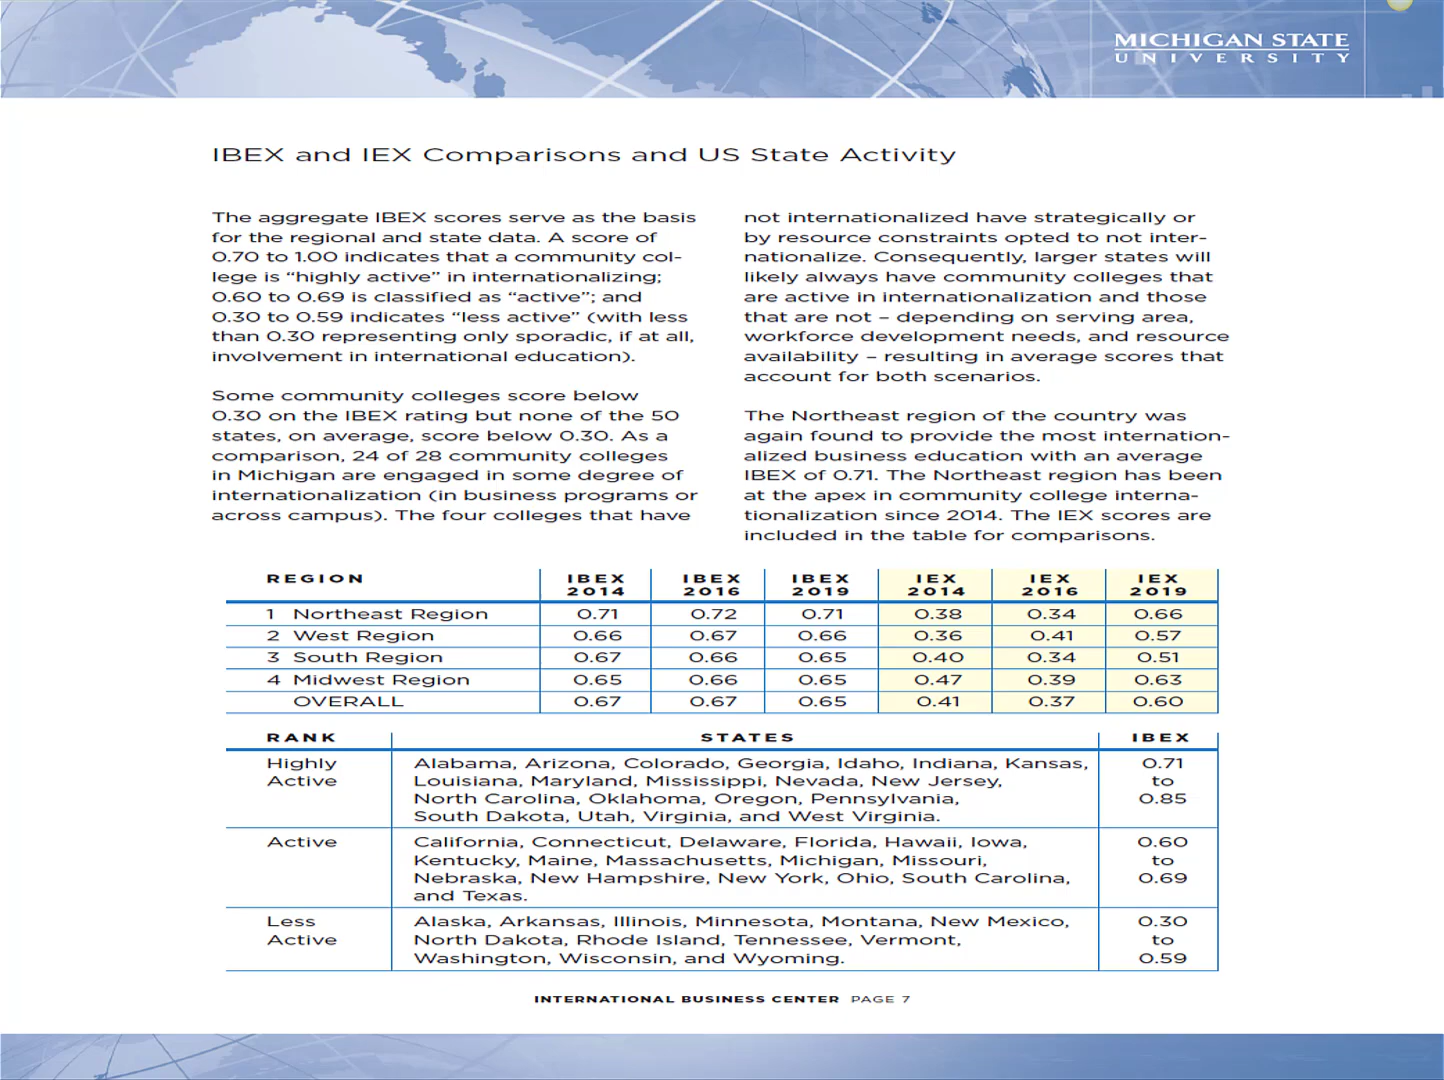 MICHIGAN STATE
UNIVERSITY
IBEX and IEX Comparisons and US State Activity
The aggregate IBEX scores serve as the basis
for the regional and state data. A score of
0.70 to 1.00 indicates that a community col-
lege is “highly active” in internationalizing;
0.60 to 0.69 is classified as “active”; and
0.30 to 0.59 indicates “less active” (with less
than 0.30 representing only sporadic, if at all,
involvement in international education).
Some community colleges score below
0.30 on the IBEX rating but none of the 50
states, on average, score below 0.30. As a
comparison, 24 of 28 community colleges
in Michigan are engaged in some degree of
internationalization (in business programs or
across campus). The four colleges that have
not internationalized have strategically or
by resource constraints opted to not inter-
nationalize. Consequently, larger states will
likely always have community colleges that
are active in internationalization and those
that are not – depending on serving area,
workforce development needs, and resource
availability – resulting in average scores that
account for both scenarios.
The Northeast region of the country was
again found to provide the most internation-
alized business education with an average
IBEX of 0.71. The Northeast region has been
at the apex in community college interna-
tionalization since 2014. The IEX scores are
included in the table for comparisons.
REGION IBEX 2014 IBEX 2016 IBEX 2019 IEX 2014 IEX 2016 IEX 2019
1 Northeast Region 0.71 0.72 0.71 0.38 0.34 0.66
2 West Region 0.66 0.67 0.66 0.36 0.41 0.57
3 South Region 0.67 0.66 0.65 0.40 0.34 0.51
4 Midwest Region 0.65 0.66 0.65 0.47 0.39 0.63
OVERALL 0.67 0.67 0.65 0.41 0.37 0.60
RANK STATES IBEX
Highly Alabama, Arizona, Colorado, Georgia, Idaho, Indiana, Kansas, 0.71
Active Louisiana, Maryland, Mississippi, Nevada, New Jersey, to
North Carolina, Oklahoma, Oregon, Pennsylvania, 0.85
South Dakota, Utah, Virginia, and West Virginia.
Active California, Connecticut, Delaware, Florida, Hawaii, Iowa, 0.60
Kentucky, Maine, Massachusetts, Michigan, Missouri, to
Nebraska, New Hampshire, New York, Ohio, South Carolina, 0.69
and Texas.
Less Alaska, Arkansas, Illinois, Minnesota, Montana, New Mexico, 0.30
Active North Dakota, Rhode Island, Tennessee, Vermont, to
Washington, Wisconsin, and Wyoming. 0.59
INTERNATIONAL BUSINESS CENTER PAGE 7